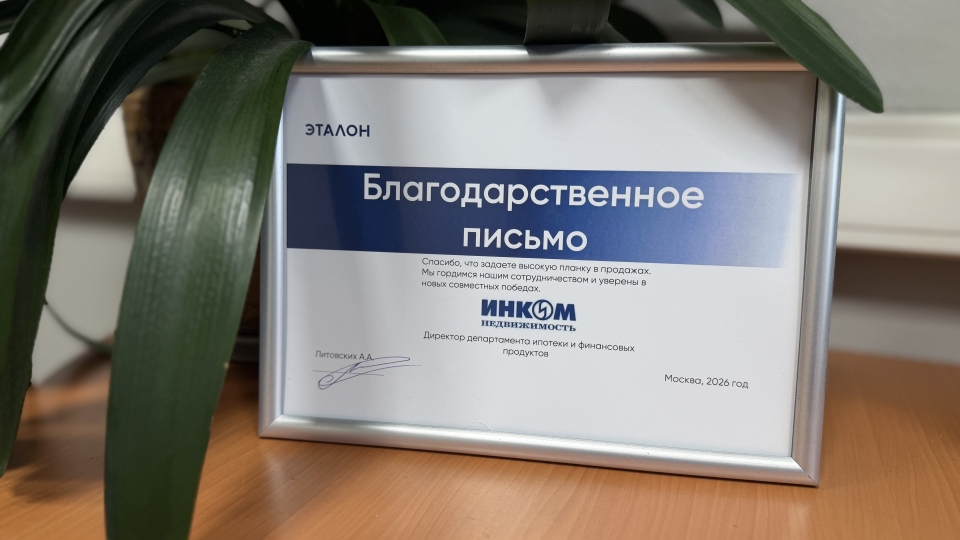 ЭТАЛОН
Благодарственное
письмо
Спасибо, что задаете высокую планку в продажах.
Мы гордимся нашим сотрудничеством и уверены в
новых совместных победах.
ИНКОМ
НЕДВИЖИМОСТЬ
Директор департамента ипотеки и финансовых
продуктов
Литовских А.А.
Москва, 2026 год